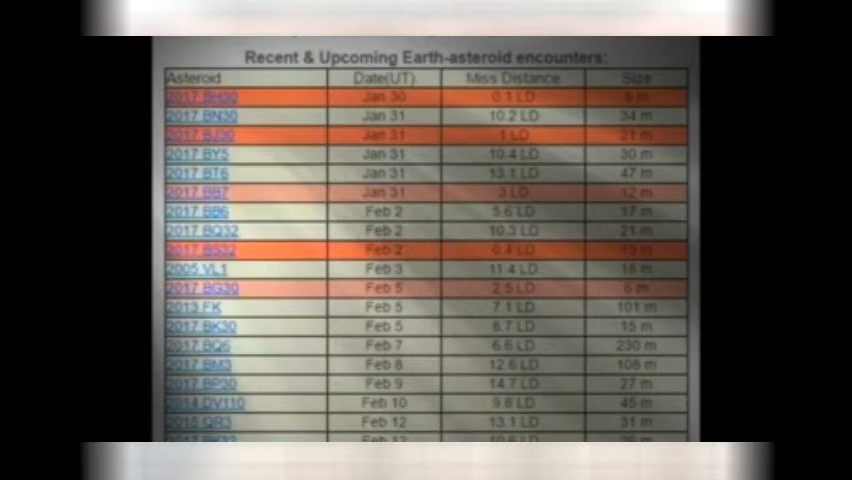 Recent & Upcoming Earth-asteroid encounters:
Asteroid Date(UT) Miss Distance Size
2017 BH30 Jan 30 0.1 LD
2017 BN30 Jan 31 10.2 LD 34 m
2017 BJ30 Jan 31 1 LD 21 m
2017 BY5 Jan 31 10.4 LD 30 m
2017 BT6 Jan 31 13.1 LD 47 m
2017 BB7 Jan 31 3 LD 12 m
2017 BB6 Feb 2 5.6 LD 17 m
2017 BQ32 Feb 2 10.3 LD 21 m
2017 BS32 Feb 2 0.4 LD
2005 VL1 Feb 3 11.4 LD 18 m
2017 BG30 Feb 5 2.5 LD 6 m
2013 FK Feb 5 7.1 LD 101 m
2017 BK30 Feb 5 15 m
2017 BQ6 Feb 7 6.6 LD 230 m
2017 BM3 Feb 8 12.6 LD 108 m
2017 BP30 Feb 9 14.7 LD 27 m
2014 DV110 Feb 10 9.8 LD 45 m
2015 QR3 Feb 12 13.1 LD 31 m
Feb 12